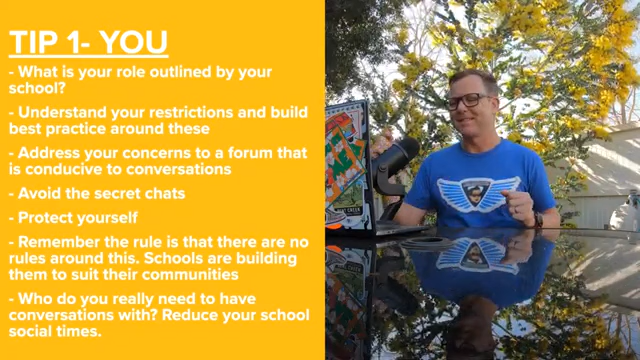 TIP 1- YOU
- What is your role outlined by your
school?
- Understand your restrictions and build
best practice around these
- Address your concerns to a forum that
is conducive to conversations
- Avoid the secret chats
- Protect yourself
- Remember the rule is that there are no
rules around this. Schools are building
them to suit their communities
- Who do you really need to have
conversations with? Reduce your school
social times.